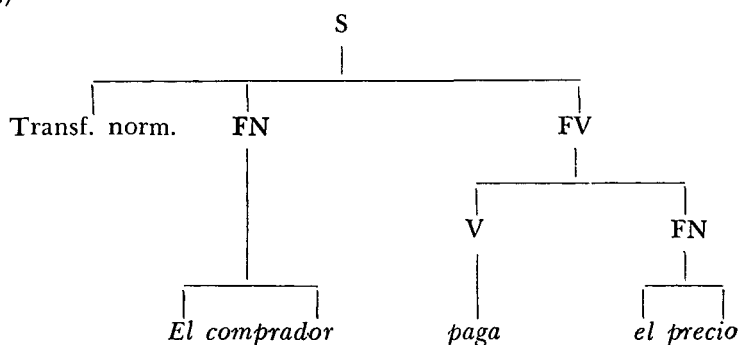 S
Transf. norm. FN FV
V FN
El comprador paga el precio